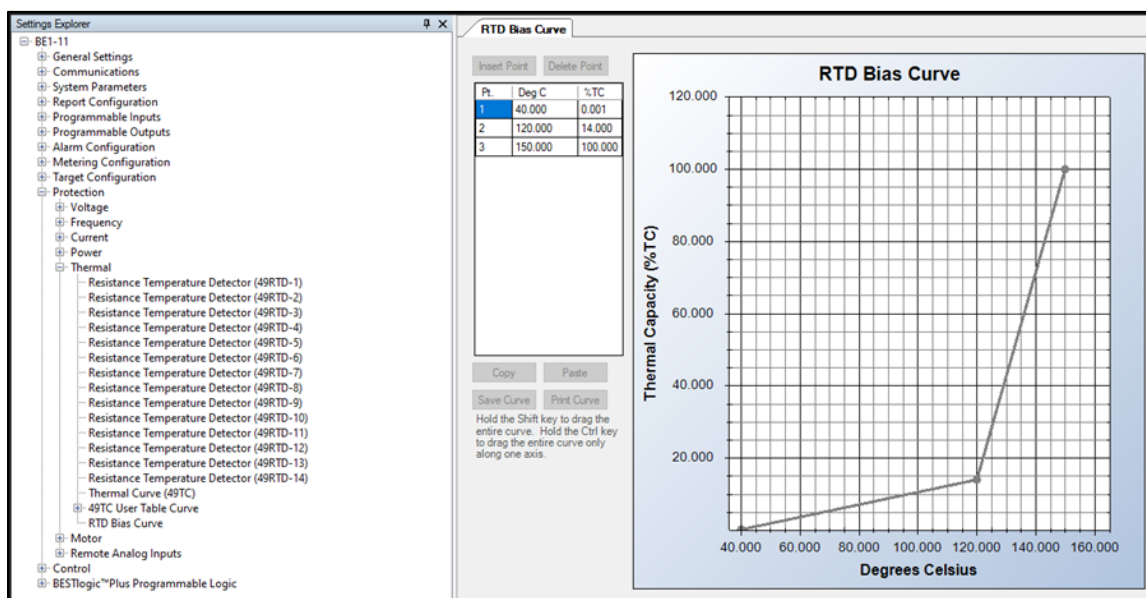 Settings Explorer
BE1-11
General Settings
Communications
System Parameters
Report Configuration
Programmable Inputs
Programmable Outputs
Alarm Configuration
Metering Configuration
Target Configuration
Protection
Voltage
Frequency
Current
Power
Thermal
Resistance Temperature Detector (49RTD-1)
Resistance Temperature Detector (49RTD-2)
Resistance Temperature Detector (49RTD-3)
Resistance Temperature Detector (49RTD-4)
Resistance Temperature Detector (49RTD-5)
Resistance Temperature Detector (49RTD-6)
Resistance Temperature Detector (49RTD-7)
Resistance Temperature Detector (49RTD-8)
Resistance Temperature Detector (49RTD-9)
Resistance Temperature Detector (49RTD-10)
Resistance Temperature Detector (49RTD-11)
Resistance Temperature Detector (49RTD-12)
Resistance Temperature Detector (49RTD-13)
Resistance Temperature Detector (49RTD-14)
Thermal Curve (49TC)
49TC User Table Curve
RTD Bias Curve
Motor
Remote Analog Inputs
Control
BESTlogic™Plus Programmable Logic
RTD Bias Curve
Insert Point Delete Point
Pt. Deg C %TC
1 40.000 0.001
2 120.000 14.000
3 150.000 100.000
Copy Paste
Save Curve Print Curve
Hold the Shift key to drag the
entire curve. Hold the Ctrl key
to drag the entire curve only
along one axis.
RTD Bias Curve
Thermal Capacity (%TC)
120.000
100.000
80.000
60.000
40.000
20.000
40.000 60.000 80.000 100.000 120.000 140.000 160.000
Degrees Celsius